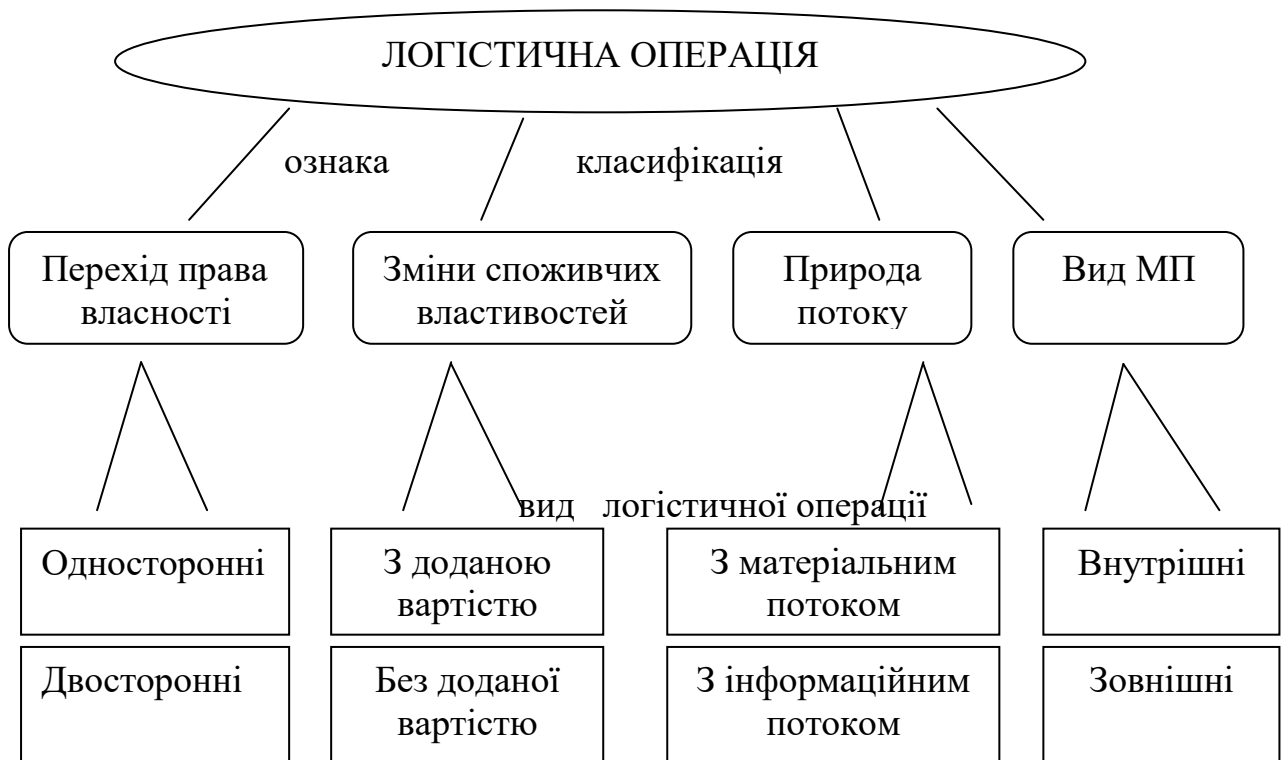 ЛОГІСТИЧНА ОПЕРАЦІЯ
ознака класифікація
Перехід права
власності
Зміни споживчих
властивостей
Природа
потоку
Вид МП
вид логістичної операції
Односторонні
З доданою
вартістю
З матеріальним
потоком
Внутрішні
Двосторонні
Без доданої
вартістю
З інформаційним
потоком
Зовнішні